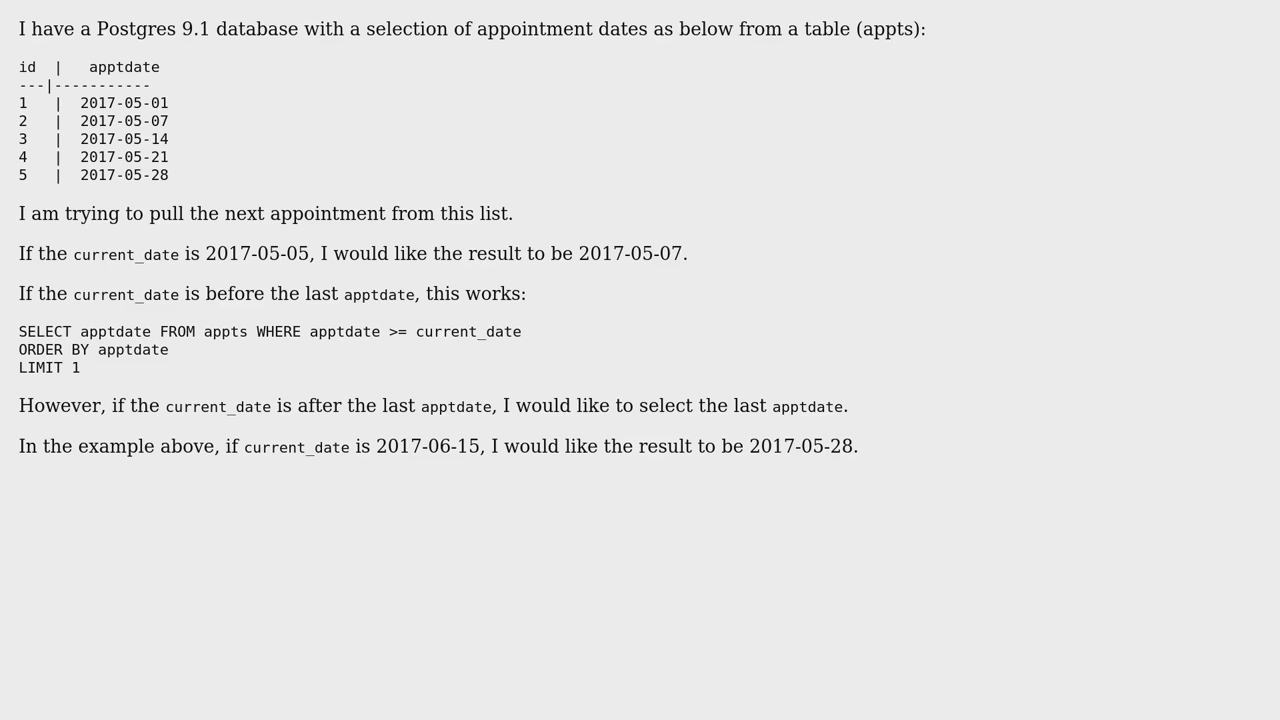 I have a Postgres 9.1 database with a selection of appointment dates as below from a table (appts):
id  |   apptdate
---|-----------
1   |  2017-05-01
2   |  2017-05-07
3   |  2017-05-14
4   |  2017-05-21
5   |  2017-05-28
I am trying to pull the next appointment from this list.
If the current_date is 2017-05-05, I would like the result to be 2017-05-07.
If the current_date is before the last apptdate, this works:
SELECT apptdate FROM appts WHERE apptdate >= current_date
ORDER BY apptdate
LIMIT 1
However, if the current_date is after the last apptdate, I would like to select the last apptdate.
In the example above, if current_date is 2017-06-15, I would like the result to be 2017-05-28.